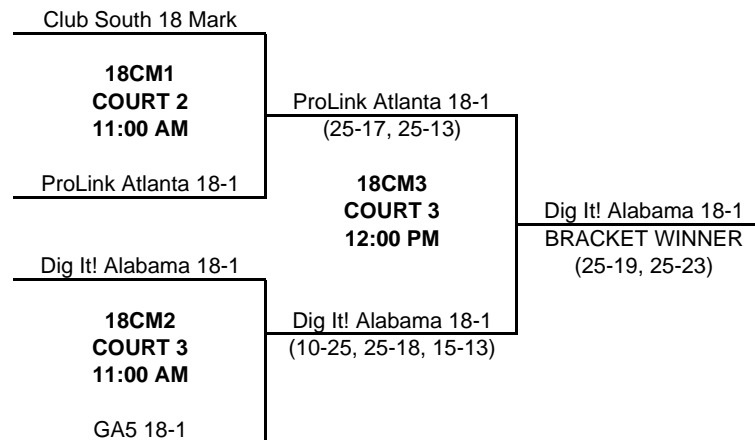 Club South 18 Mark
18CM1
COURT 2
11:00 AM
ProLink Atlanta 18-1
(25-17, 25-13)
ProLink Atlanta 18-1
18CM3
COURT 3
12:00 PM
Dig It! Alabama 18-1
BRACKET WINNER
(25-19, 25-23)
Dig It! Alabama 18-1
18CM2
COURT 3
11:00 AM
Dig It! Alabama 18-1
(10-25, 25-18, 15-13)
GA5 18-1